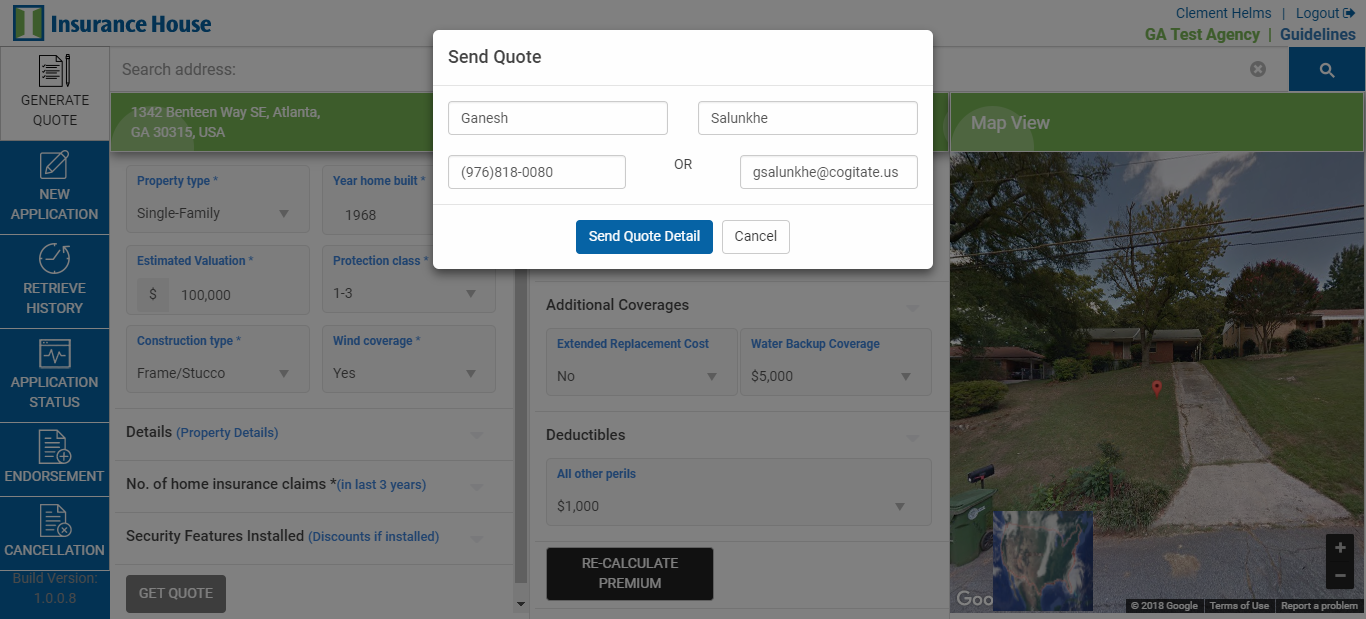 Insurance House
Clement Helms | Logout
GA Test Agency | Guidelines
GENERATE
QUOTE
NEW
APPLICATION
RETRIEVE
HISTORY
APPLICATION
STATUS
ENDORSEMENT
CANCELLATION
Build Version:
1.0.0.8
Search address:
Send Quote
Ganesh
Salunkhe
(976)818-0080
OR
gsalunkhe@cogitate.us
Send Quote Detail
Cancel
1342 Benteen Way SE, Atlanta,
GA 30315, USA
Property type *
Single-Family
Year home built *
1968
Estimated Valuation *
$ 100,000
Protection class *
1-3
Construction type *
Frame/Stucco
Wind coverage *
Yes
Details (Property Details)
No. of home insurance claims *(in last 3 years)
Security Features Installed (Discounts if installed)
GET QUOTE
Additional Coverages
Extended Replacement Cost
No
Water Backup Coverage
$5,000
Deductibles
All other perils
$1,000
RE-CALCULATE
PREMIUM
Map View
Goo
© 2018 Google
Terms of Use
Report a problem